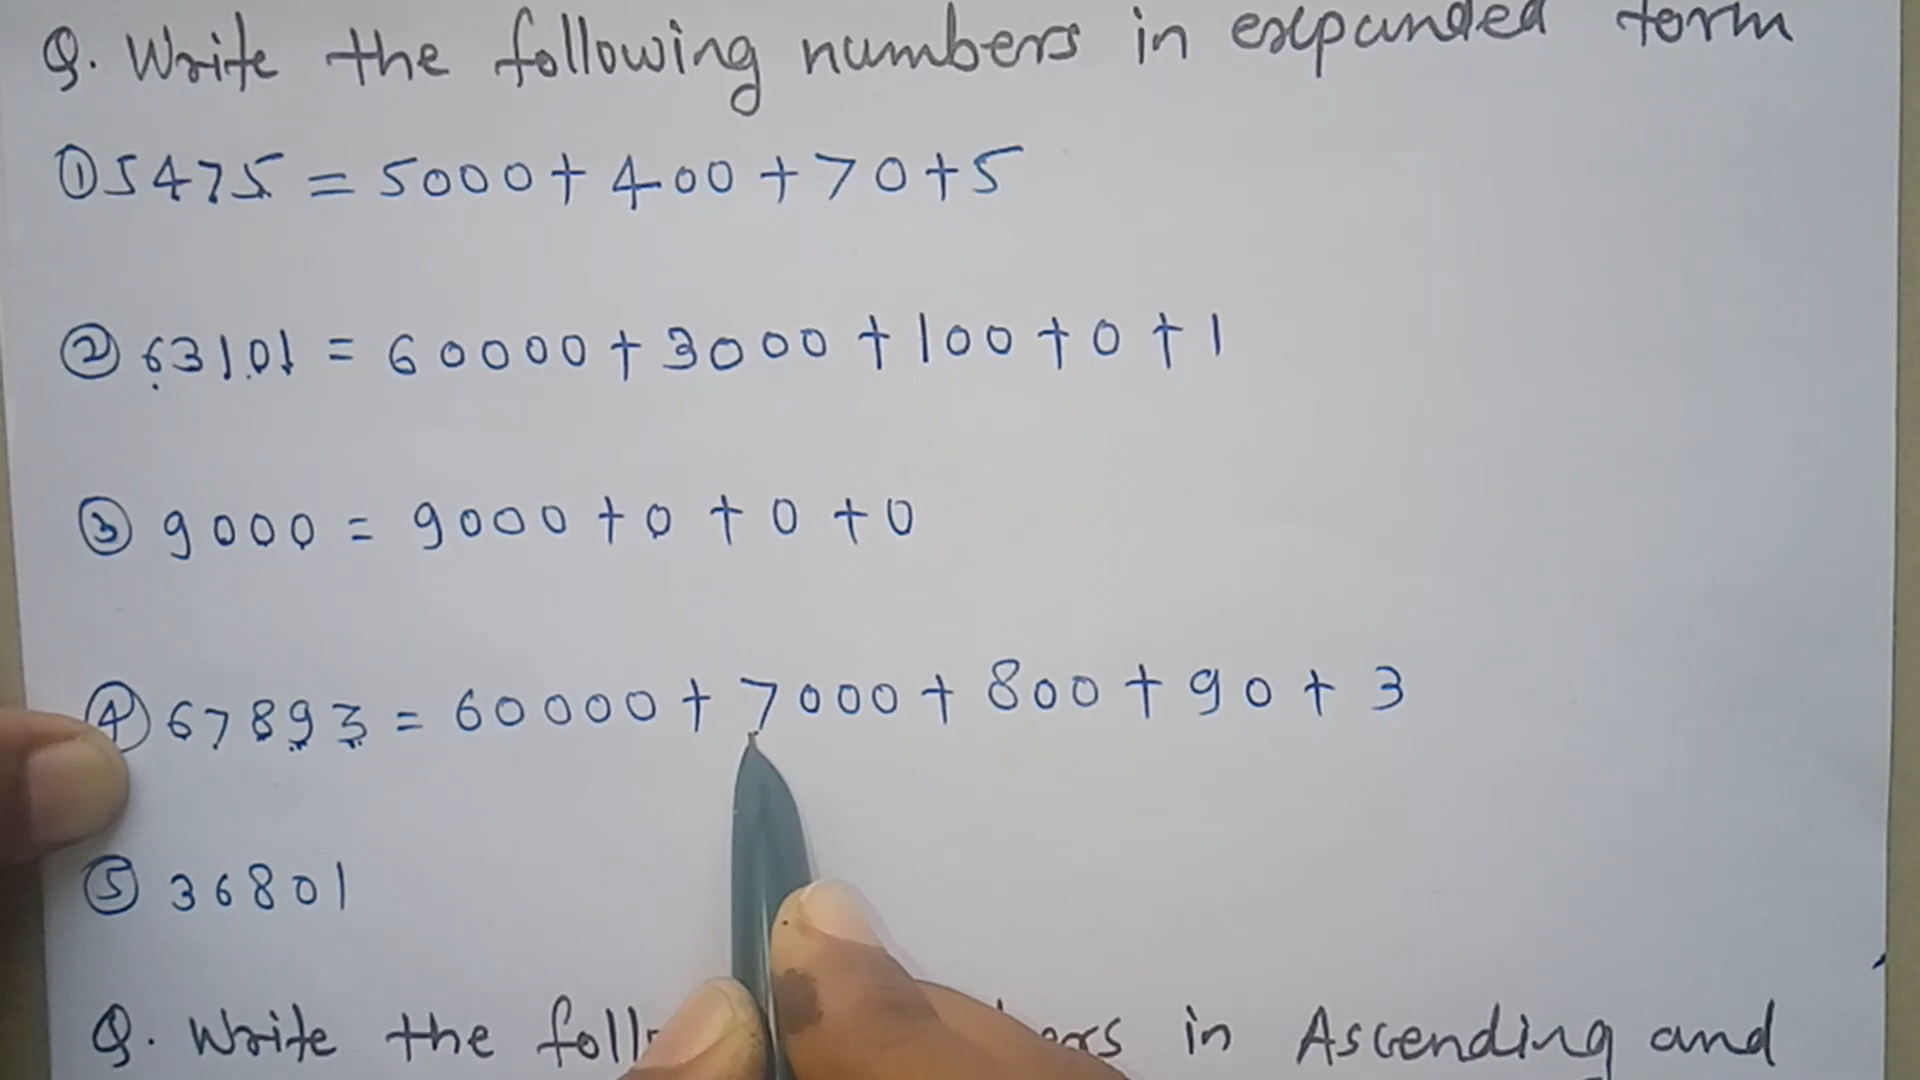 Q. Write the following numbers in expanded form
① 5475 = 5000 + 400 + 70 + 5
② 63101 = 60000 + 3000 + 100 + 0 + 1
③ 9000 = 9000 + 0 + 0 + 0
④ 67893 = 60000 + 7000 + 800 + 90 + 3
⑤ 36801
Q. Write the in Ascending and